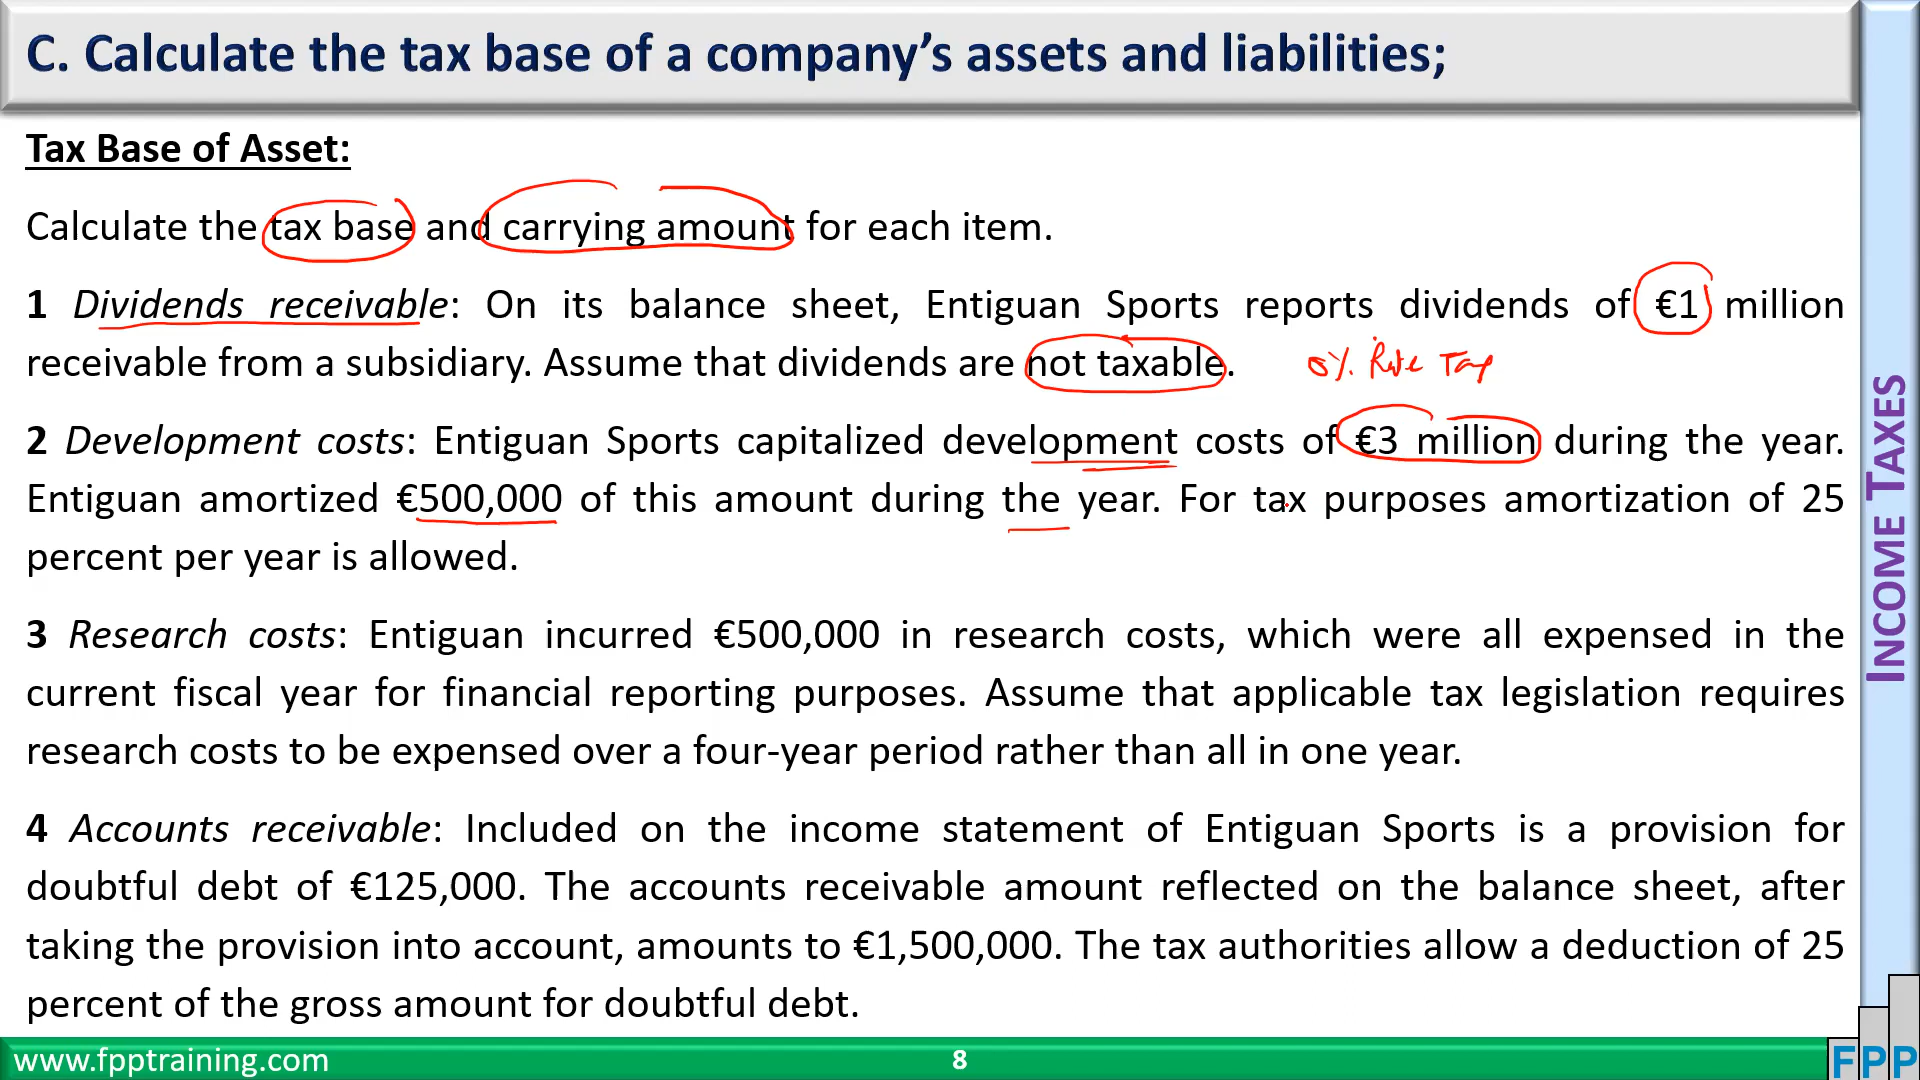 C. Calculate the tax base of a company’s assets and liabilities;
Tax Base of Asset:
Calculate the tax base and carrying amount for each item.
1 Dividends receivable: On its balance sheet, Entiguan Sports reports dividends of €1 million
receivable from a subsidiary. Assume that dividends are not taxable.
0% Rate Tax
2 Development costs: Entiguan Sports capitalized development costs of €3 million during the year.
Entiguan amortized €500,000 of this amount during the year. For tax purposes amortization of 25
percent per year is allowed.
3 Research costs: Entiguan incurred €500,000 in research costs, which were all expensed in the
current fiscal year for financial reporting purposes. Assume that applicable tax legislation requires
research costs to be expensed over a four-year period rather than all in one year.
4 Accounts receivable: Included on the income statement of Entiguan Sports is a provision for
doubtful debt of €125,000. The accounts receivable amount reflected on the balance sheet, after
taking the provision into account, amounts to €1,500,000. The tax authorities allow a deduction of 25
percent of the gross amount for doubtful debt.
INCOME TAXES
www.fpptraining.com
8
FPP